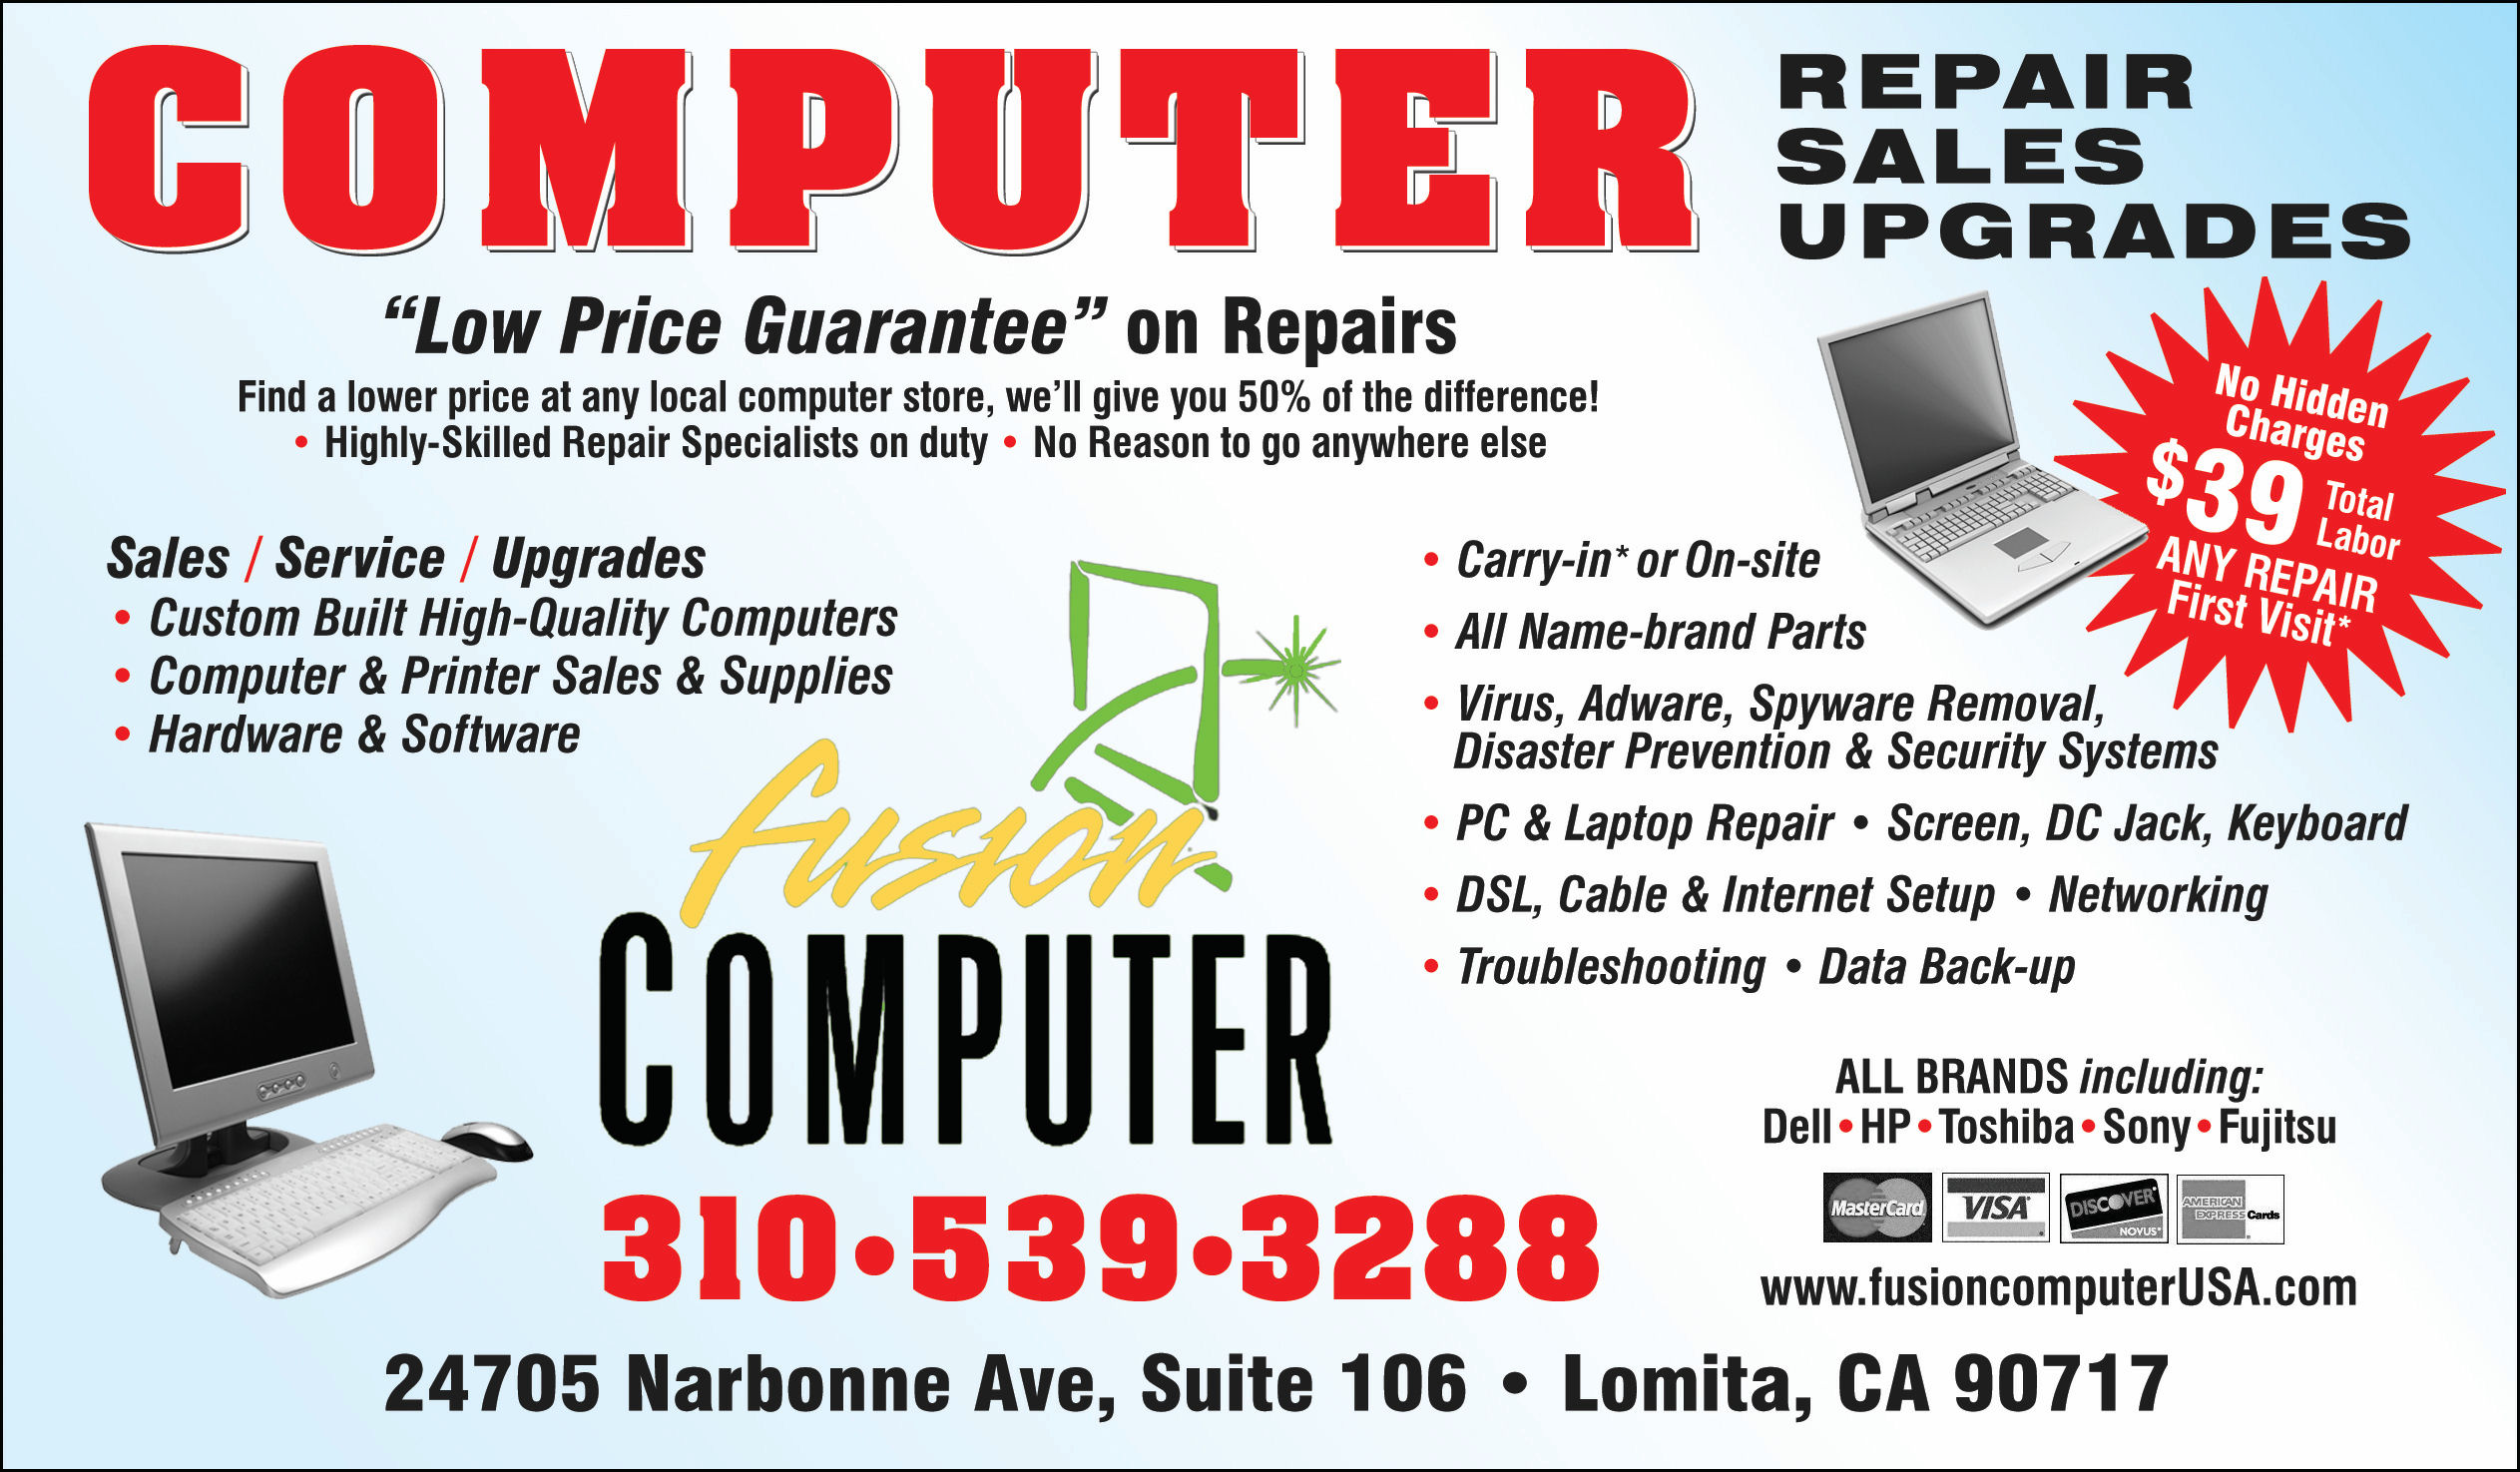 COMPUTER
REPAIR
SALES
UPGRADES
“Low Price Guarantee” on Repairs
Find a lower price at any local computer store, we’ll give you 50% of the difference!
• Highly-Skilled Repair Specialists on duty • No Reason to go anywhere else
No Hidden
Charges
$39 Total
Labor
ANY REPAIR
First Visit*
Sales / Service / Upgrades
• Custom Built High-Quality Computers
• Computer & Printer Sales & Supplies
• Hardware & Software
fusion
COMPUTER
• Carry-in* or On-site
• All Name-brand Parts
• Virus, Adware, Spyware Removal,
Disaster Prevention & Security Systems
• PC & Laptop Repair • Screen, DC Jack, Keyboard
• DSL, Cable & Internet Setup • Networking
• Troubleshooting • Data Back-up
ALL BRANDS including:
Dell • HP • Toshiba • Sony • Fujitsu
MasterCard
VISA
DISCOVER
NOVUS
AMERICAN
EXPRESS Cards
310•539•3288
www.fusioncomputerUSA.com
24705 Narbonne Ave, Suite 106 • Lomita, CA 90717